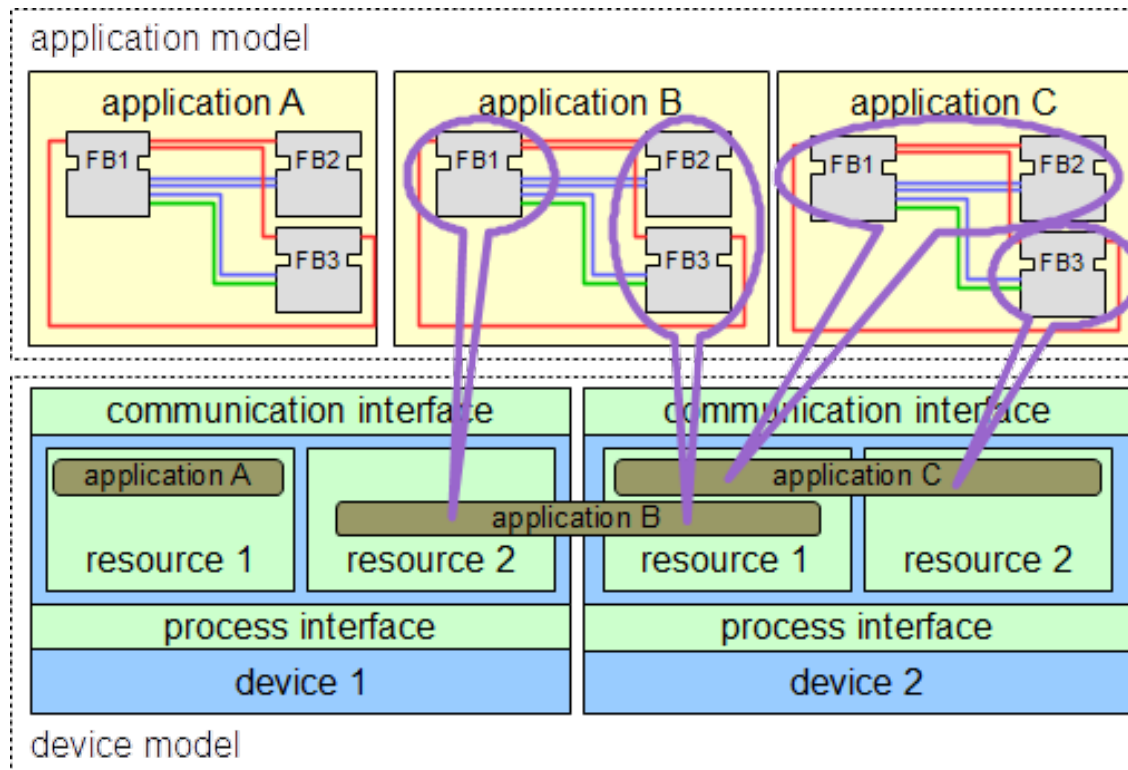 application model
application A
application B
application C
FB1
FB2
FB3
FB1
FB2
FB3
FB1
FB2
FB3
communication interface
communication interface
application A
application C
application B
resource 1
resource 2
resource 1
resource 2
process interface
process interface
device 1
device 2
device model